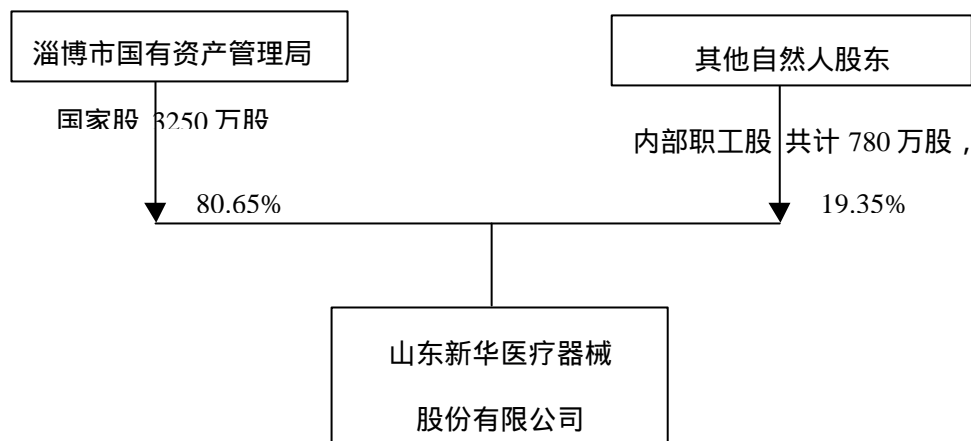 淄博市国有资产管理局
其他自然人股东
国家股 3250 万股
内部职工股 共计 780 万股，
80.65%
19.35%
山东新华医疗器械
股份有限公司